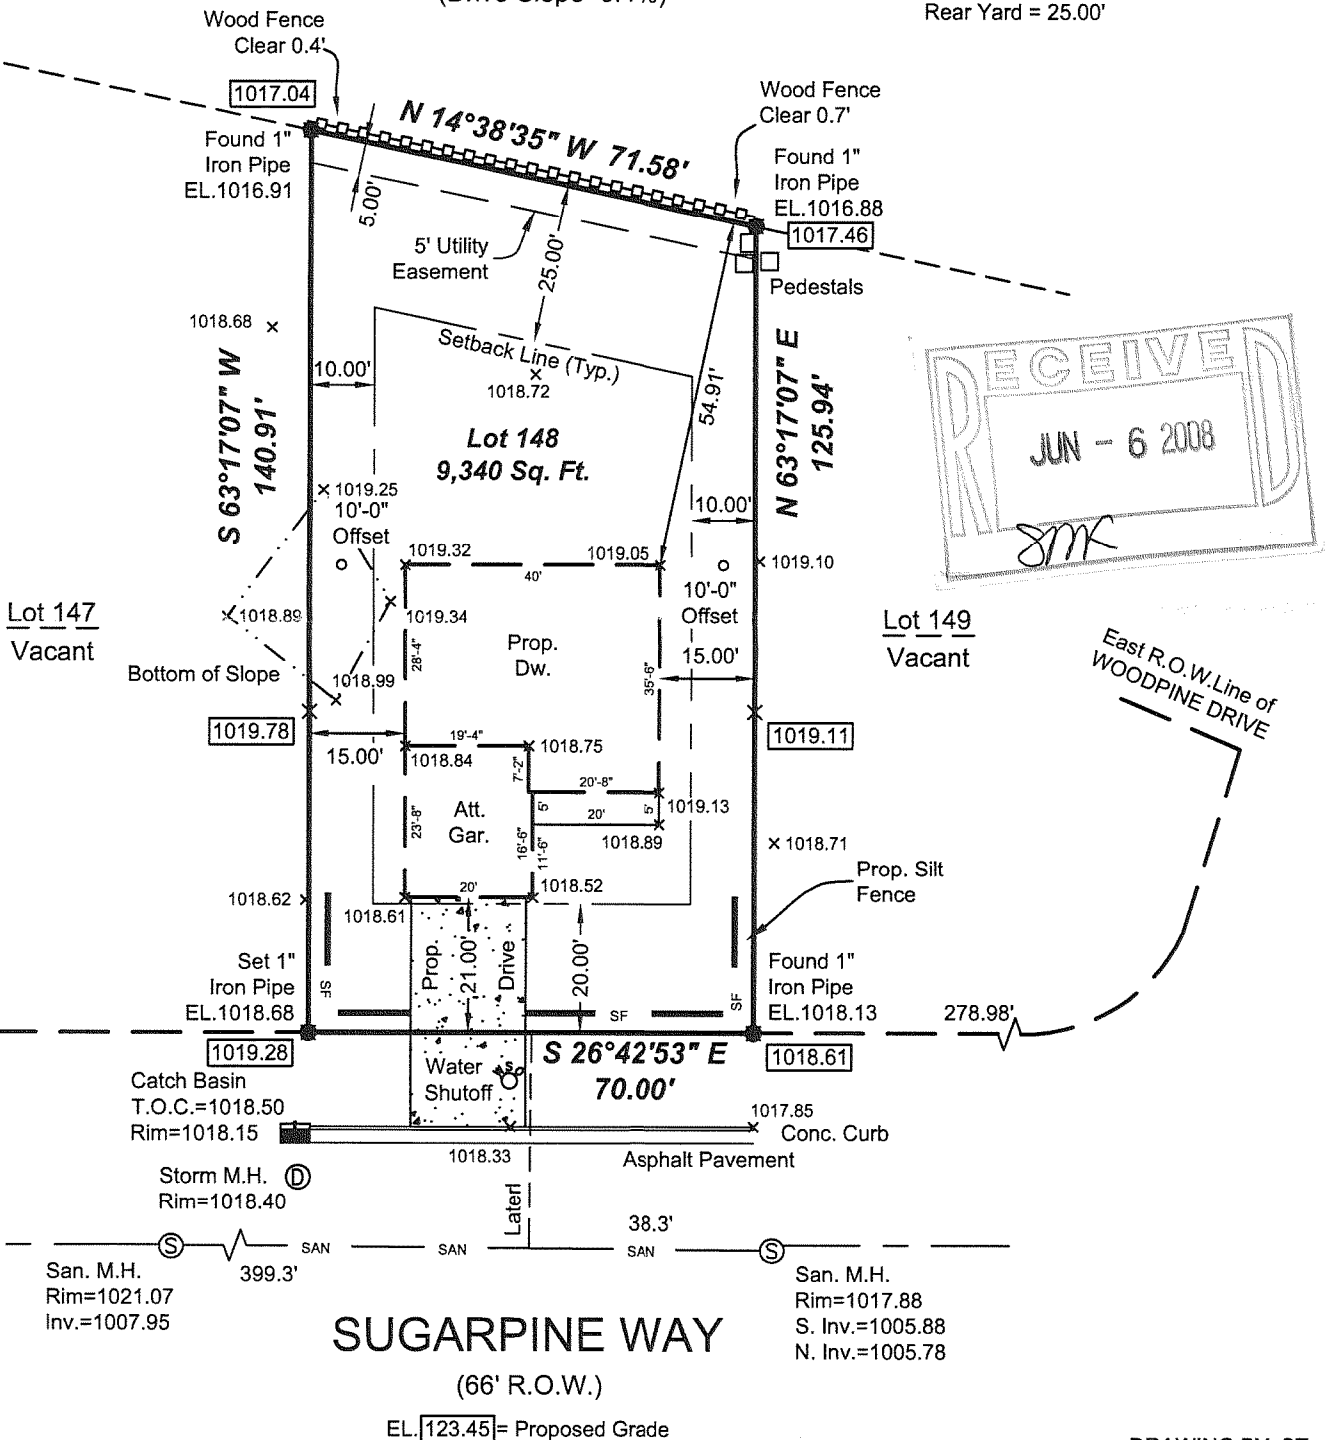 (Drive Slope
Rear Yard = 25.00'
Wood Fence
Clear 0.4'
1017.04
Found 1"
Iron Pipe
EL.1016.91
N 14°38'35" W 71.58'
Wood Fence
Clear 0.7'
Found 1"
Iron Pipe
EL.1016.88
1017.46
5.00'
5' Utility
Easement
25.00'
Pedestals
1018.68
S 63°17'07" W
140.91'
10.00'
Setback Line (Typ.)
1018.72
54.91'
N 63°17'07" E
125.94'
RECEIVED
JUN - 6 2008
Lot 148
9,340 Sq. Ft.
1019.25
10'-0"
Offset
10.00'
1019.32
1019.05
40'
1019.10
10'-0"
Offset
Lot 147
Vacant
1018.89
1019.34
Prop.
Dw.
28'-4"
35'-6"
15.00'
Lot 149
Vacant
East R.O.W.Line of
WOODPINE DRIVE
Bottom of Slope
1018.99
1019.78
15.00'
1019.11
19'-4"
1018.84
1018.75
7'-2"
20'-8"
1019.13
Att.
Gar.
23'-8"
5'
20'
5'
1018.89
16'-6"
11'-6"
1018.71
Prop. Silt
Fence
1018.62
1018.61
20'
1018.52
Prop.
21.00'
Drive
20.00'
Set 1"
Iron Pipe
EL.1018.68
SF
SF
SF
Found 1"
Iron Pipe
EL.1018.13
278.98'
1019.28
S 26°42'53" E
70.00'
1018.61
Water
Shutoff
WSO
Catch Basin
T.O.C.=1018.50
Rim=1018.15
1017.85
Conc. Curb
1018.33
Asphalt Pavement
Storm M.H. D
Rim=1018.40
Laterl
38.3'
S
SAN
SAN
SAN
S
399.3'
San. M.H.
Rim=1021.07
Inv.=1007.95
San. M.H.
Rim=1017.88
S. Inv.=1005.88
N. Inv.=1005.78
SUGARPINE WAY
(66' R.O.W.)
EL. 123.45 = Proposed Grade